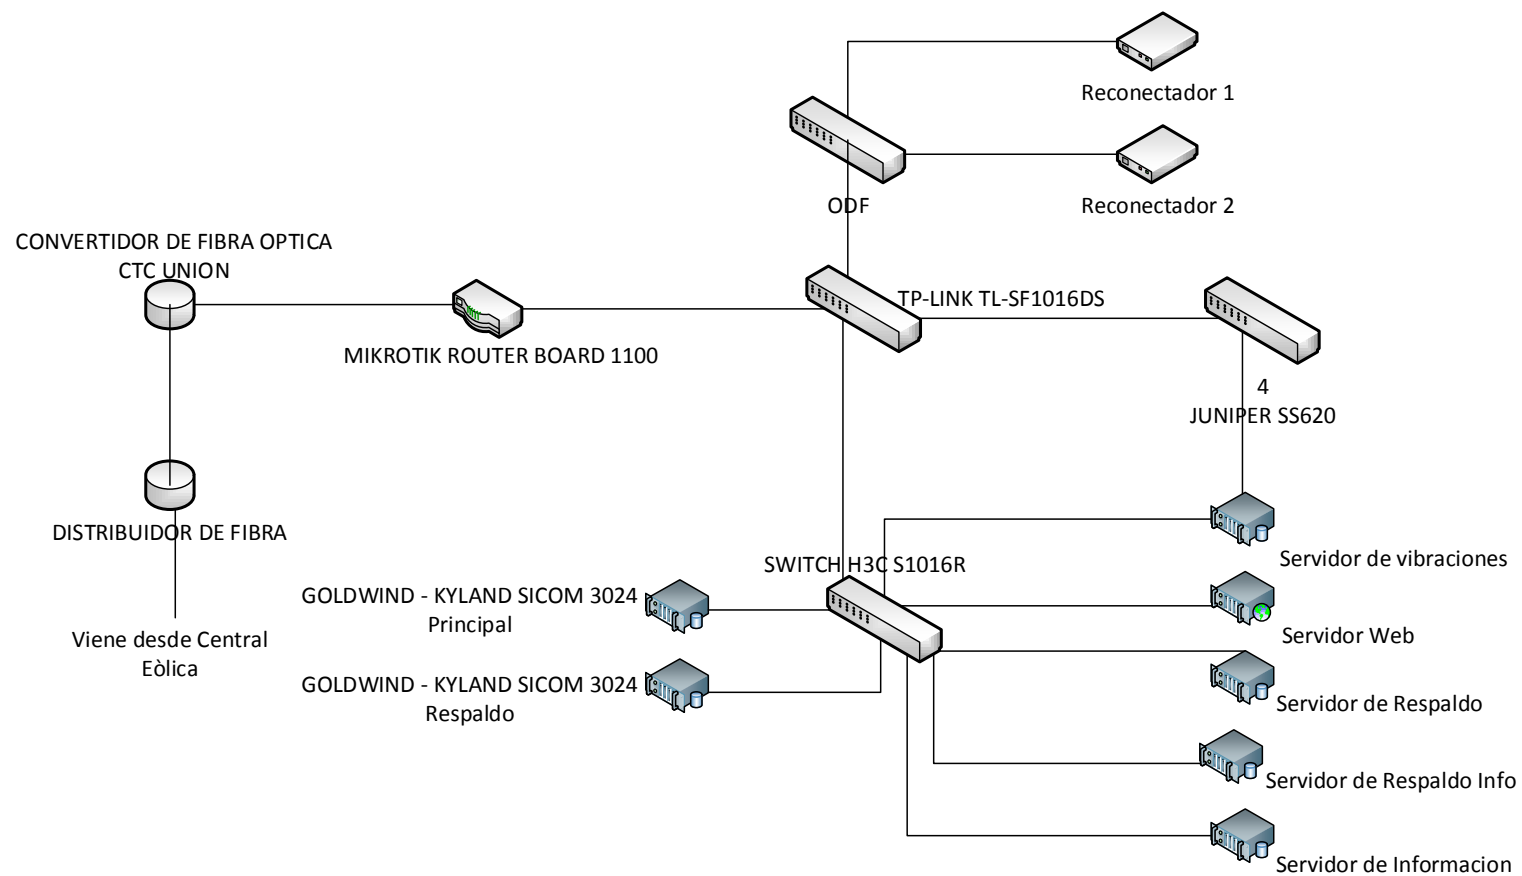 Reconectador 1
ODF
Reconectador 2
CONVERTIDOR DE FIBRA OPTICA
CTC UNION
MIKROTIK ROUTER BOARD 1100
TP-LINK TL-SF1016DS
4
JUNIPER SS620
DISTRIBUIDOR DE FIBRA
Viene desde Central
Eòlica
SWITCH H3C S1016R
GOLDWIND - KYLAND SICOM 3024
Principal
GOLDWIND - KYLAND SICOM 3024
Respaldo
Servidor de vibraciones
Servidor Web
Servidor de Respaldo
Servidor de Respaldo Info
Servidor de Informacion